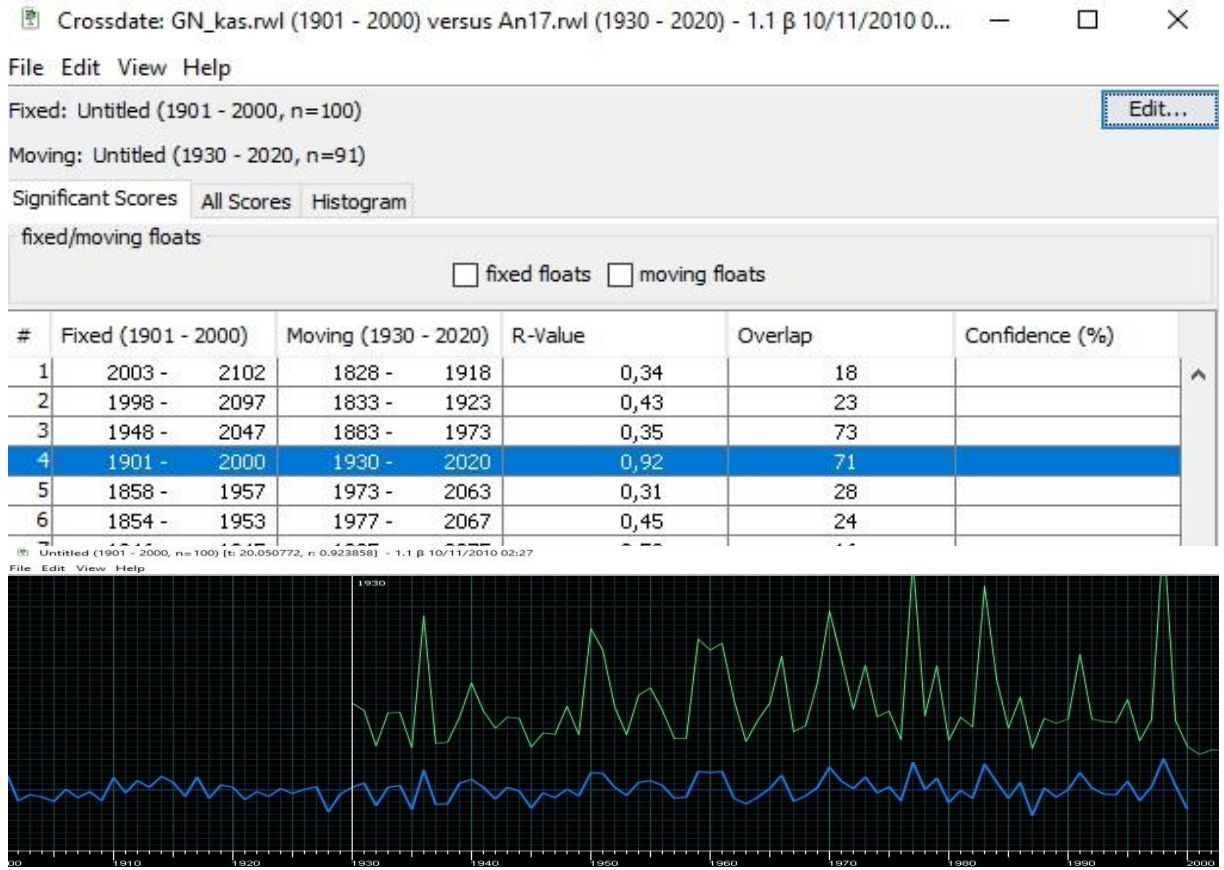 Crossdate: GN_kas.rwl (1901 - 2000) versus An17.rwl (1930 - 2020) - 1.1 β 10/11/2010 0...
File Edit View Help
Fixed: Untitled (1901 - 2000, n=100)
Edit...
Moving: Untitled (1930 - 2020, n=91)
Significant Scores All Scores Histogram
fixed/moving floats
fixed floats moving floats
# Fixed (1901 - 2000) Moving (1930 - 2020) R-Value Overlap Confidence (%)
1 2003 - 2102 1828 - 1918 0,34 18
2 1998 - 2097 1833 - 1923 0,43 23
3 1948 - 2047 1883 - 1973 0,35 73
4 1901 - 2000 1930 - 2020 0,92 71
5 1858 - 1957 1973 - 2063 0,31 28
6 1854 - 1953 1977 - 2067 0,45 24
Untitled (1901 - 2000, n=100) [t: 20.050772, r: 0.923858] - 1.1 β 10/11/2010 02:27
File Edit View Help
1930
00 1910 1920 1930 1940 1950 1960 1970 1980 1990 2000